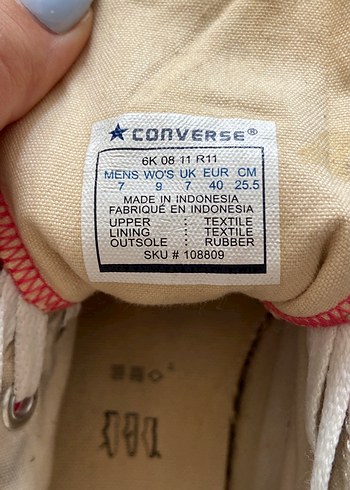 CONVERSE®
6K 08 11 R11
MENS WO'S UK EUR CM
7 9 7 40 25.5
MADE IN INDONESIA
FABRIQUÉ EN INDONESIA
UPPER : TEXTILE
LINING : TEXTILE
OUTSOLE : RUBBER
SKU # 108809